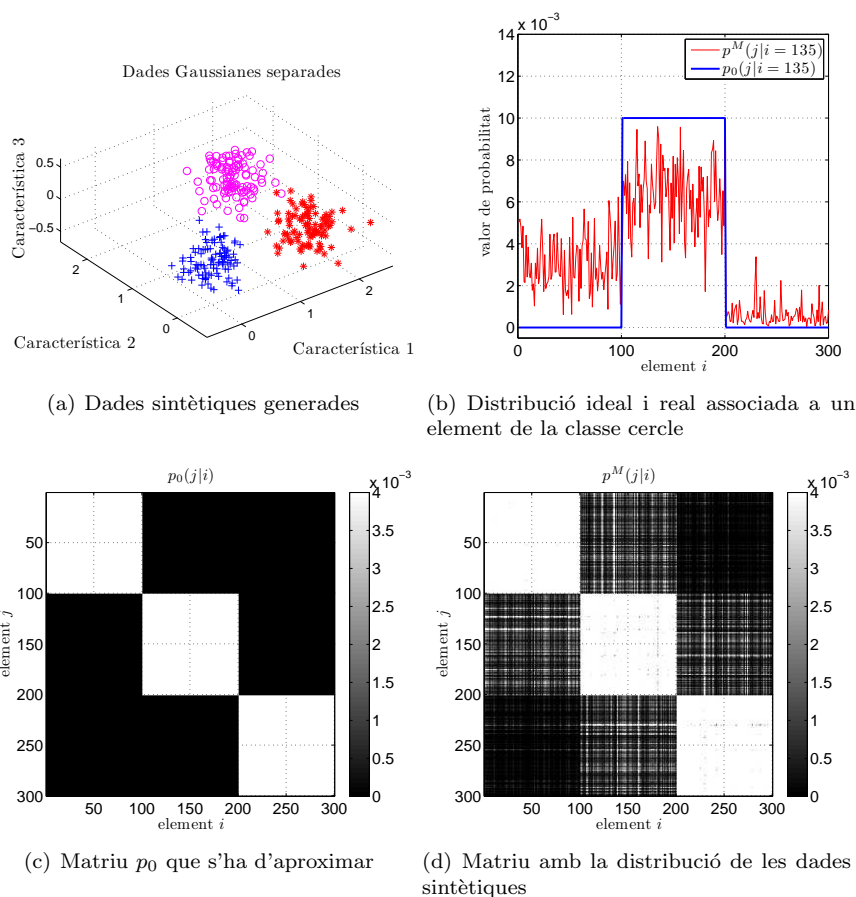 Dades Gaussianes separades
0.5
0
−0.5
Característica 3
2
1
0
Característica 2
0
1
2
Característica 1
(a) Dades sintètiques generades
x 10⁻³
14
12
10
8
6
4
2
0
valor de probabilitat
p^M(j|i = 135)
p_0(j|i = 135)
0
100
200
300
element i
(b) Distribució ideal i real associada a un
element de la classe cercle
p_0(j|i)
50
100
150
200
250
300
element j
50
100
150
200
250
300
element i
x 10⁻³
4
3.5
3
2.5
2
1.5
1
0.5
0
(c) Matriu p_0 que s'ha d'aproximar
p^M(j|i)
50
100
150
200
250
300
element j
50
100
150
200
250
300
element i
x 10⁻³
4
3.5
3
2.5
2
1.5
1
0.5
0
(d) Matriu amb la distribució de les dades
sintètiques